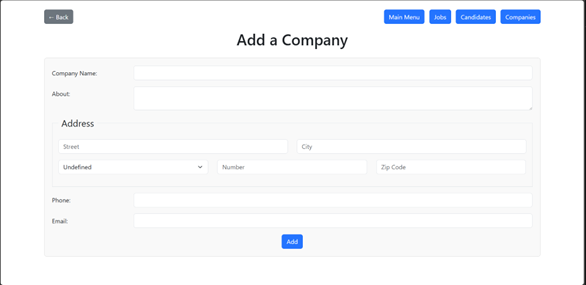 ← Back
Main Menu Jobs Candidates Companies
Add a Company
Company Name:
About:
Address
Street City
Undefined Number Zip Code
Phone:
Email:
Add